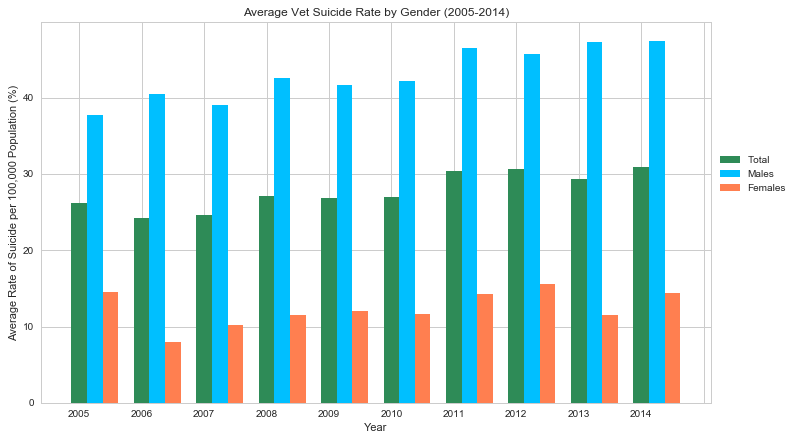 Average Vet Suicide Rate by Gender (2005-2014)
Average Rate of Suicide per 100,000 Population (%)
40
30
20
10
0
2005 2006 2007 2008 2009 2010 2011 2012 2013 2014
Year
Total
Males
Females